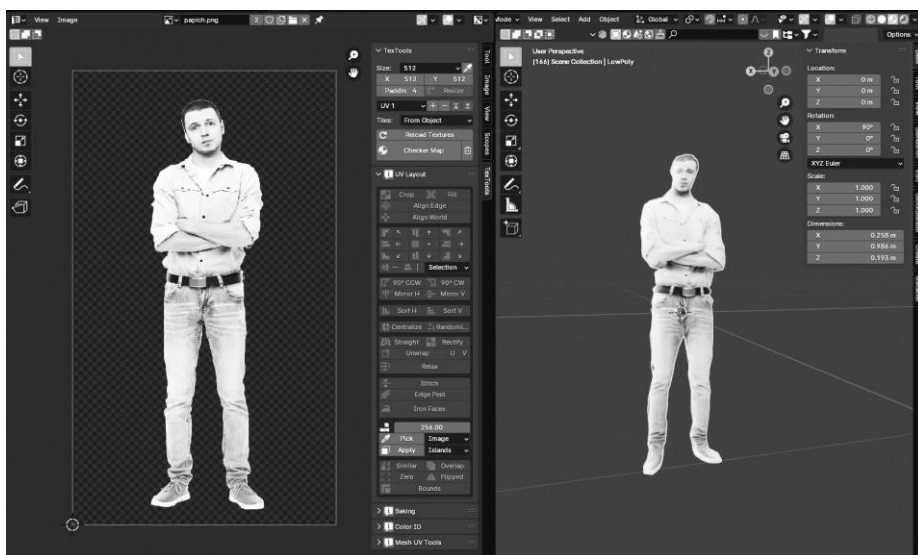 View Image papich.png 2
TexTools
Size: 512
X 512 Y 512
Paddin 4 Resize
UV 1
Tiles: From Object
Reload Textures
Checker Map
UV Layout
Crop Fill
Align Edge
Align World
Selection
90° CCW 90° CW
Mirror H Mirror V
Sort H Sort V
Centralize Randomi...
Straight Rectify
Unwrap U V
Relax
Stitch
Edge Peel
Iron Faces
256.00
Pick Image
Apply Islands
Similar Overlap
Zero Flipped
Bounds
Baking
Color ID
Mesh UV Tools
Tool
Image
View
Scopes
TexTools
Mode View Select Add Object Global
Options
User Perspective
(166) Scene Collection | LowPoly
Z
X Y
Transform
Location:
X 0 m
Y 0 m
Z 0 m
Rotation:
X 90°
Y 0°
Z 0°
XYZ Euler
Scale:
X 1.000
Y 1.000
Z 1.000
Dimensions:
X 0.258 m
Y 0.986 m
Z 0.193 m